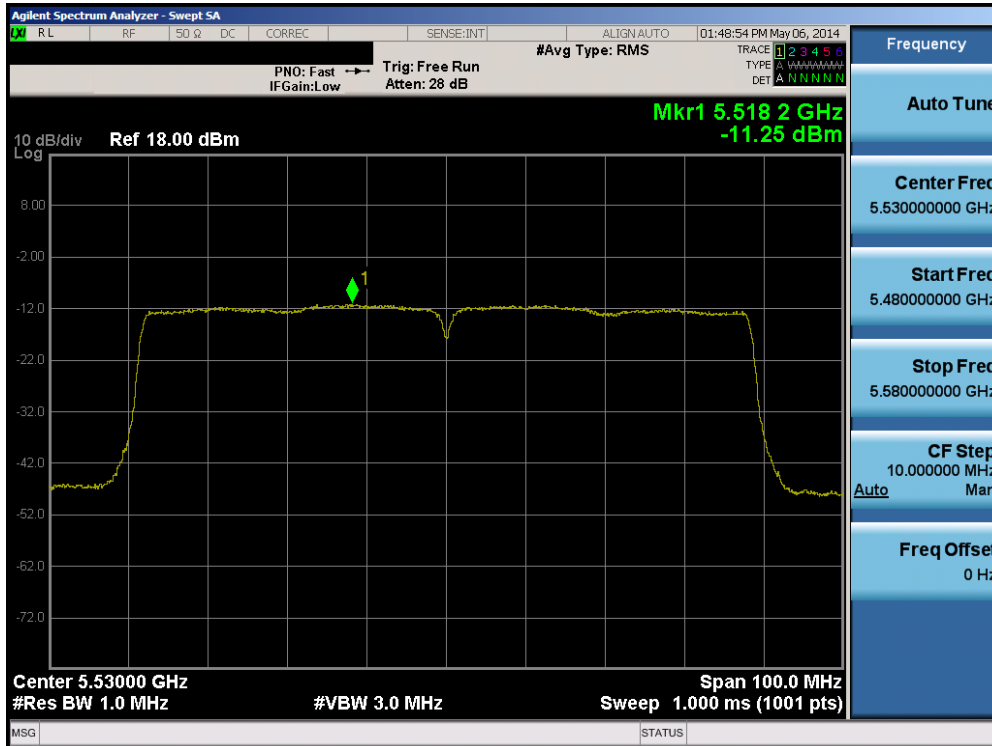 Agilent Spectrum Analyzer - Swept SA
LXI RL RF 50 Ω DC CORREC SENSE:INT ALIGN AUTO 01:48:54 PM May 06, 2014
#Avg Type: RMS TRACE 1 2 3 4 5 6
PNO: Fast Trig: Free Run TYPE A WWWWW
IFGain:Low Atten: 28 dB DET A N N N N N
Mkr1 5.518 2 GHz
-11.25 dBm
10 dB/div Ref 18.00 dBm
Log
8.00
-2.00
1
-12.0
-22.0
-32.0
-42.0
-52.0
-62.0
-72.0
Center 5.53000 GHz Span 100.0 MHz
#Res BW 1.0 MHz #VBW 3.0 MHz Sweep 1.000 ms (1001 pts)
MSG STATUS
Frequency
Auto Tune
Center Freq
5.530000000 GHz
Start Freq
5.480000000 GHz
Stop Freq
5.580000000 GHz
CF Step
10.000000 MHz
Auto Man
Freq Offset
0 Hz